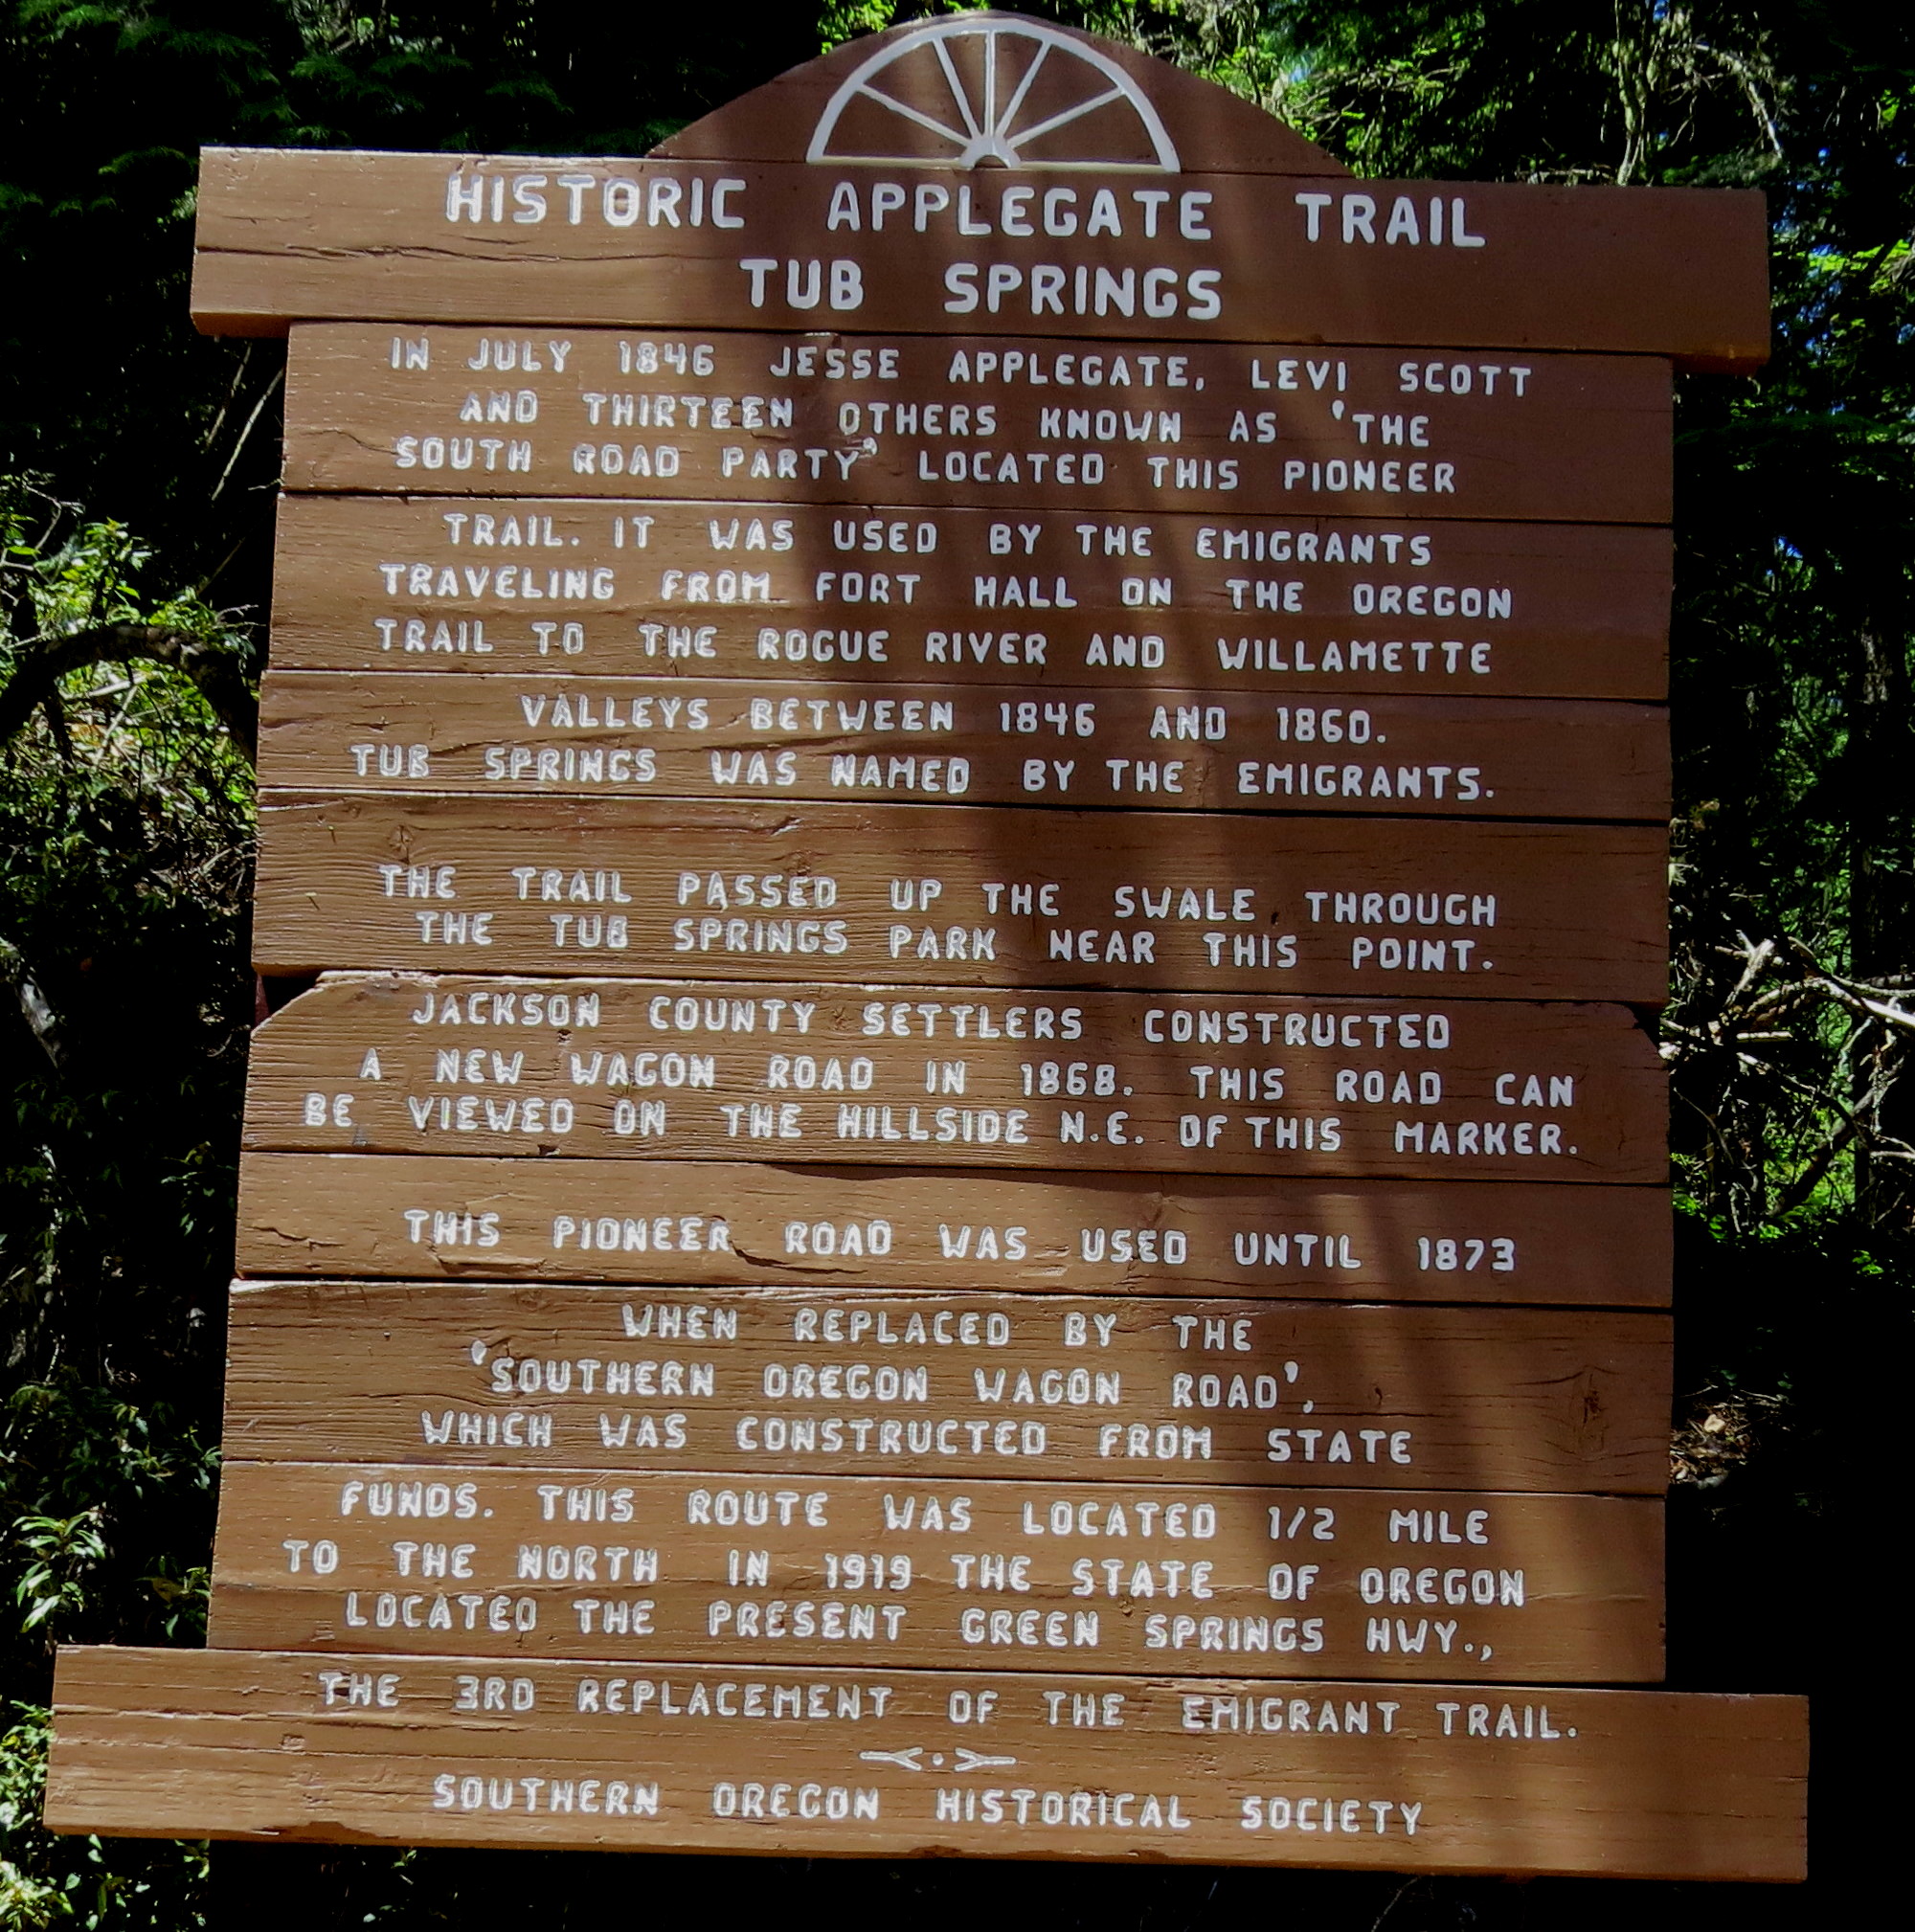 HISTORIC APPLEGATE TRAIL
TUB SPRINGS
IN JULY 1846 JESSE APPLEGATE, LEVI SCOTT
AND THIRTEEN OTHERS KNOWN AS 'THE
SOUTH ROAD PARTY' LOCATED THIS PIONEER
TRAIL. IT WAS USED BY THE EMIGRANTS
TRAVELING FROM FORT HALL ON THE OREGON
TRAIL TO THE ROGUE RIVER AND WILLAMETTE
VALLEYS BETWEEN 1846 AND 1860.
TUB SPRINGS WAS NAMED BY THE EMIGRANTS.
THE TRAIL PASSED UP THE SWALE THROUGH
THE TUB SPRINGS PARK NEAR THIS POINT.
JACKSON COUNTY SETTLERS CONSTRUCTED
A NEW WAGON ROAD IN 1868. THIS ROAD CAN
BE VIEWED ON THE HILLSIDE N.E. OF THIS MARKER.
THIS PIONEER ROAD WAS USED UNTIL 1873
WHEN REPLACED BY THE
'SOUTHERN OREGON WAGON ROAD',
WHICH WAS CONSTRUCTED FROM STATE
FUNDS. THIS ROUTE WAS LOCATED 1/2 MILE
TO THE NORTH IN 1919 THE STATE OF OREGON
LOCATED THE PRESENT GREEN SPRINGS HWY.,
THE 3RD REPLACEMENT OF THE EMIGRANT TRAIL.
SOUTHERN OREGON HISTORICAL SOCIETY